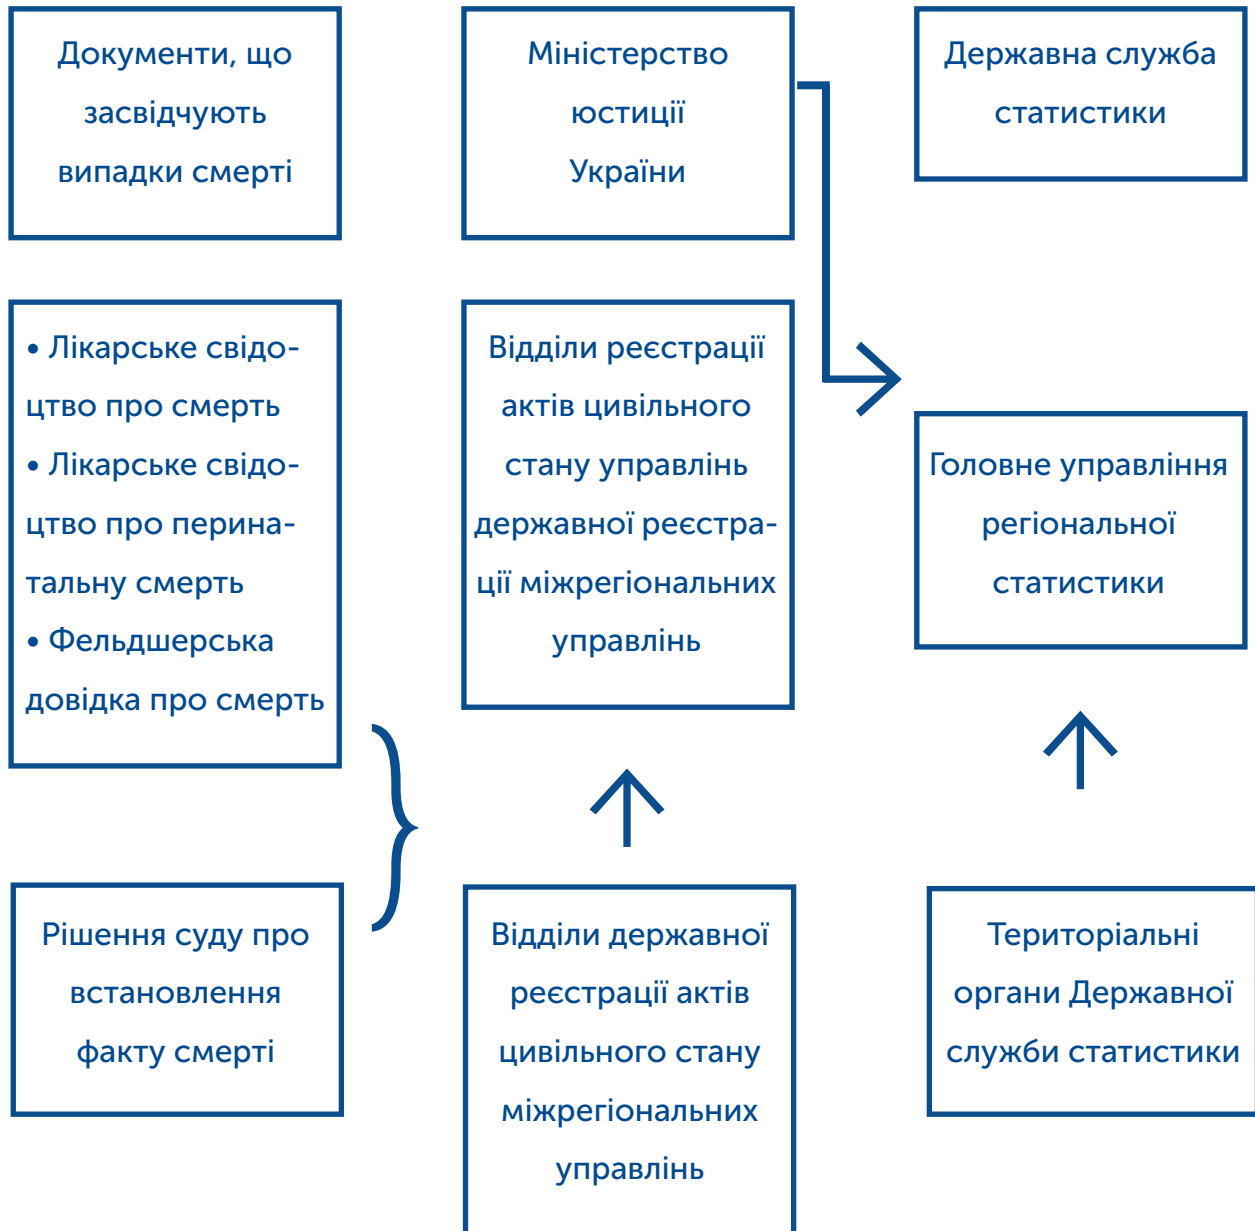 Документи, що
засвідчують
випадки смерті
Міністерство
юстиції
України
Державна служба
статистики
• Лікарське свідо-
цтво про смерть
• Лікарське свідо-
цтво про перина-
тальну смерть
• Фельдшерська
довідка про смерть
Відділи реєстрації
актів цивільного
стану управлінь
державної реєстра-
ції міжрегіональних
управлінь
Головне управління
регіональної
статистики
Рішення суду про
встановлення
факту смерті
Відділи державної
реєстрації актів
цивільного стану
міжрегіональних
управлінь
Територіальні
органи Державної
служби статистики